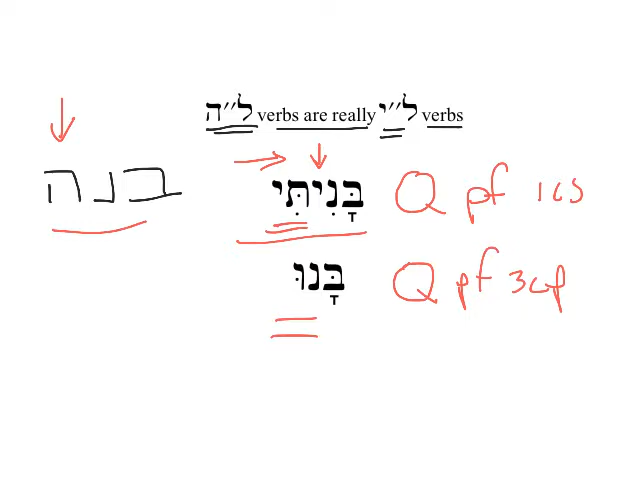 ל״ה verbs are really ל״י verbs
בנה
בָּנִיתִּי Q pf 1cs
בָּנוּ Q pf 3cp